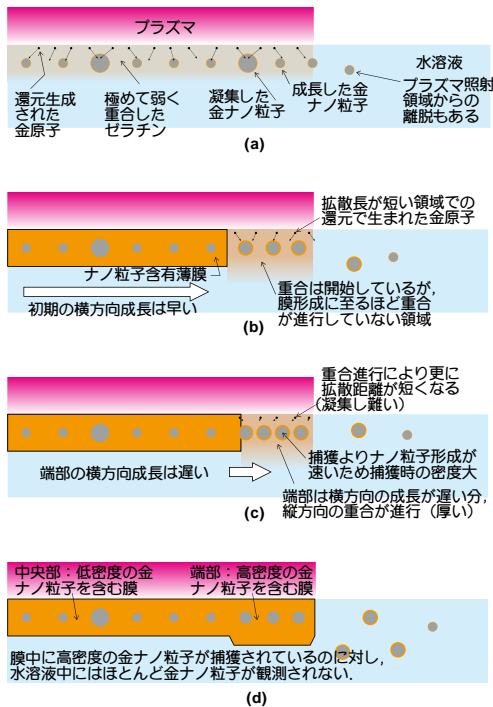 プラズマ
水溶液
還元生成
された
金原子
極めて弱く
重合した
ゼラチン
凝集した
金ナノ粒子
成長した金
ナノ粒子
プラズマ照射
領域からの
離脱もある
(a)
拡散長が短い領域での
還元で生まれた金原子
ナノ粒子含有薄膜
初期の横方向成長は早い
重合は開始しているが,
膜形成に至るほど重合
が進行していない領域
(b)
重合進行により更に
拡散距離が短くなる
(凝集し難い)
端部の横方向成長は遅い
捕獲よりナノ粒子形成が
速いため捕獲時の密度大
端部は横方向の成長が遅い分,
縦方向の重合が進行(厚い)
(c)
中央部:低密度の金
ナノ粒子を含む膜
端部:高密度の金
ナノ粒子を含む膜
膜中に高密度の金ナノ粒子が捕獲されているのに対し,
水溶液中にはほとんど金ナノ粒子が観測されない.
(d)